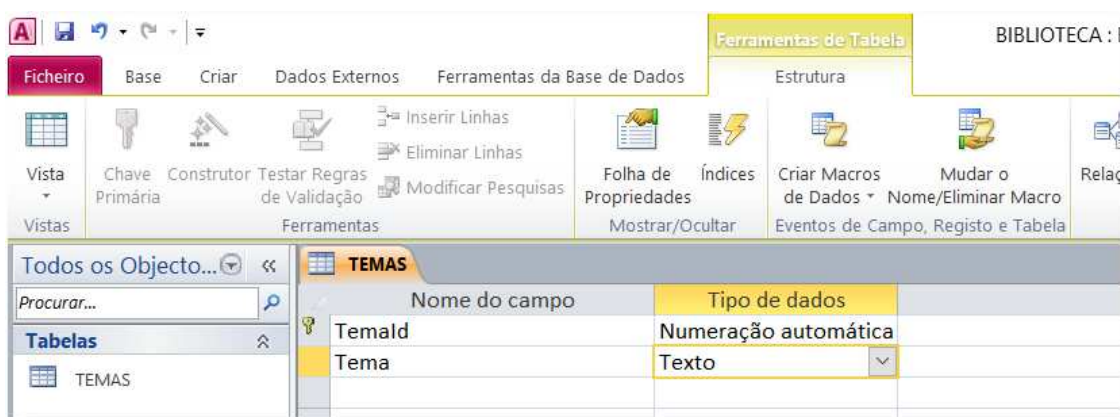 A
Ferramentas de Tabela
BIBLIOTECA :
Ficheiro Base Criar Dados Externos Ferramentas da Base de Dados Estrutura
Vista
Chave Primária
Construtor
Testar Regras de Validação
Inserir Linhas
Eliminar Linhas
Modificar Pesquisas
Folha de Propriedades
Índices
Criar Macros de Dados
Mudar o Nome/Eliminar Macro
Vistas Ferramentas Mostrar/Ocultar Eventos de Campo, Registo e Tabela
Todos os Objecto... «
TEMAS
Procurar...
Nome do campo Tipo de dados
Tabelas
TemaId Numeração automática
TEMAS
Tema Texto